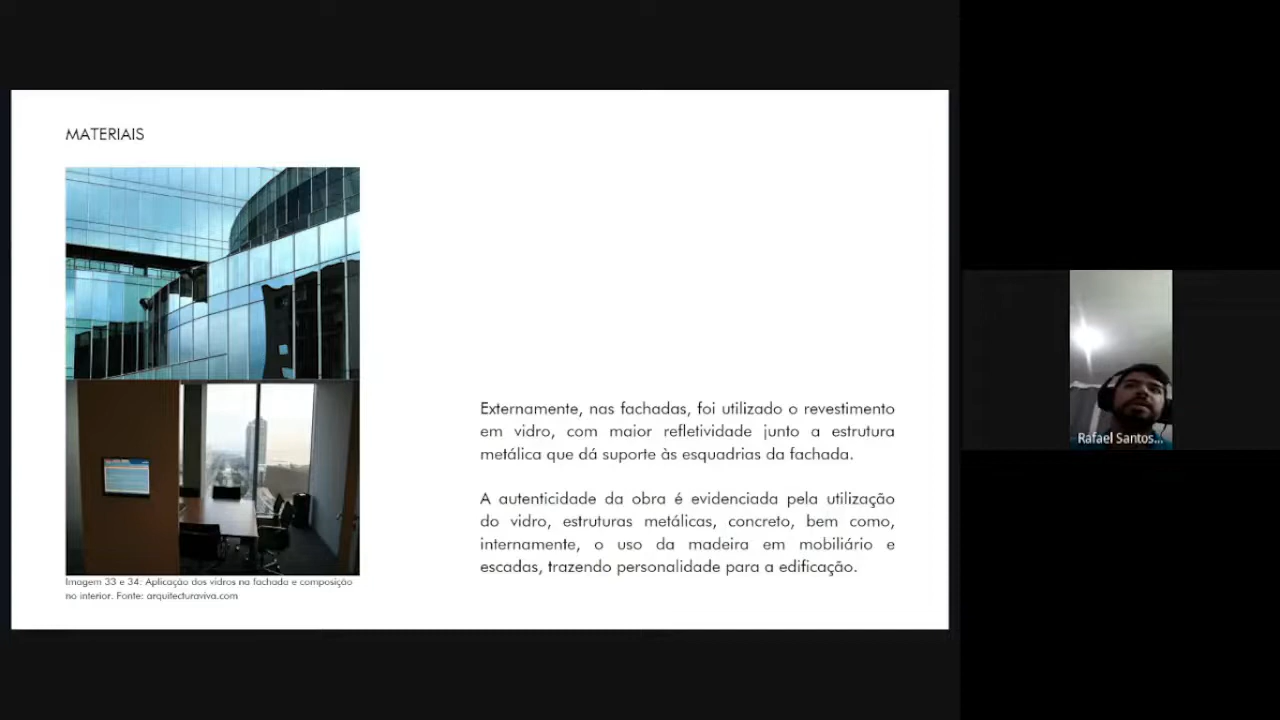 MATERIAIS
Externamente, nas fachadas, foi utilizado o revestimento
em vidro, com maior refletividade junto a estrutura
metálica que dá suporte às esquadrias da fachada.
A autenticidade da obra é evidenciada pela utilização
do vidro, estruturas metálicas, concreto, bem como,
internamente, o uso da madeira em mobiliário e
escadas, trazendo personalidade para a edificação.
Imagem 33 e 34: Aplicação dos vidros na fachada e composição
no interior. Fonte: arquitecturaviva.com
Rafael Santos...